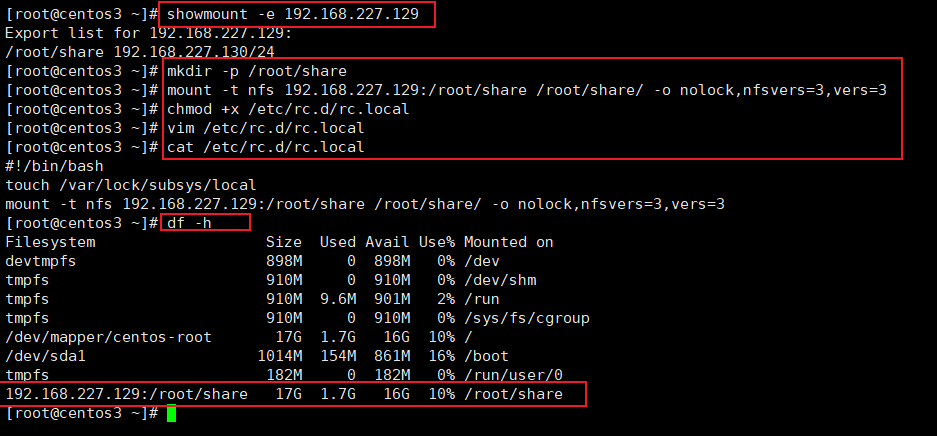 [root@centos3 ~]# showmount -e 192.168.227.129
Export list for 192.168.227.129:
/root/share 192.168.227.130/24
[root@centos3 ~]# mkdir -p /root/share
[root@centos3 ~]# mount -t nfs 192.168.227.129:/root/share /root/share/ -o nolock,nfsvers=3,vers=3
[root@centos3 ~]# chmod +x /etc/rc.d/rc.local
[root@centos3 ~]# vim /etc/rc.d/rc.local
[root@centos3 ~]# cat /etc/rc.d/rc.local
#!/bin/bash
touch /var/lock/subsys/local
mount -t nfs 192.168.227.129:/root/share /root/share/ -o nolock,nfsvers=3,vers=3
[root@centos3 ~]# df -h
Filesystem                   Size  Used Avail Use% Mounted on
devtmpfs                     898M     0  898M   0% /dev
tmpfs                        910M     0  910M   0% /dev/shm
tmpfs                        910M  9.6M  901M   2% /run
tmpfs                        910M     0  910M   0% /sys/fs/cgroup
/dev/mapper/centos-root       17G  1.7G   16G  10% /
/dev/sda1                   1014M  154M  861M  16% /boot
tmpfs                        182M     0  182M   0% /run/user/0
192.168.227.129:/root/share   17G  1.7G   16G  10% /root/share
[root@centos3 ~]#